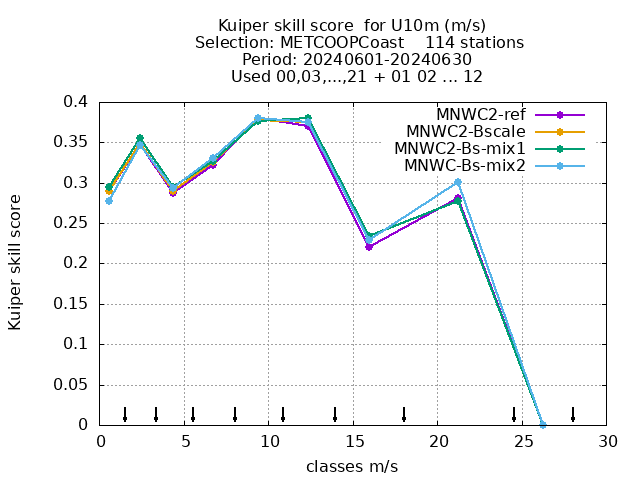 Kuiper skill score  for U10m (m/s)
Selection: METCOOPCoast    114 stations
Period: 20240601-20240630
Used 00,03,...,21 + 01 02 ... 12
MNWC2-ref
MNWC2-Bscale
MNWC2-Bs-mix1
MNWC-Bs-mix2
Kuiper skill score
0.4
0.35
0.3
0.25
0.2
0.15
0.1
0.05
0
0 5 10 15 20 25 30
classes m/s